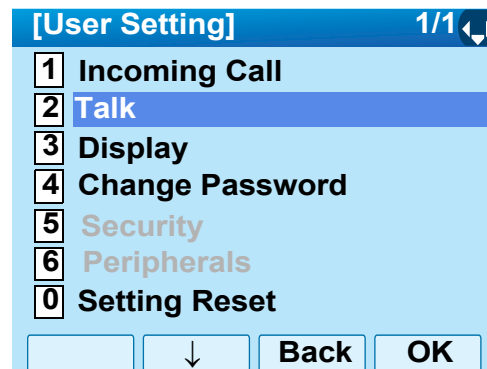 [User Setting] 1/1
1 Incoming Call
2 Talk
3 Display
4 Change Password
5 Security
6 Peripherals
0 Setting Reset
↓ Back OK